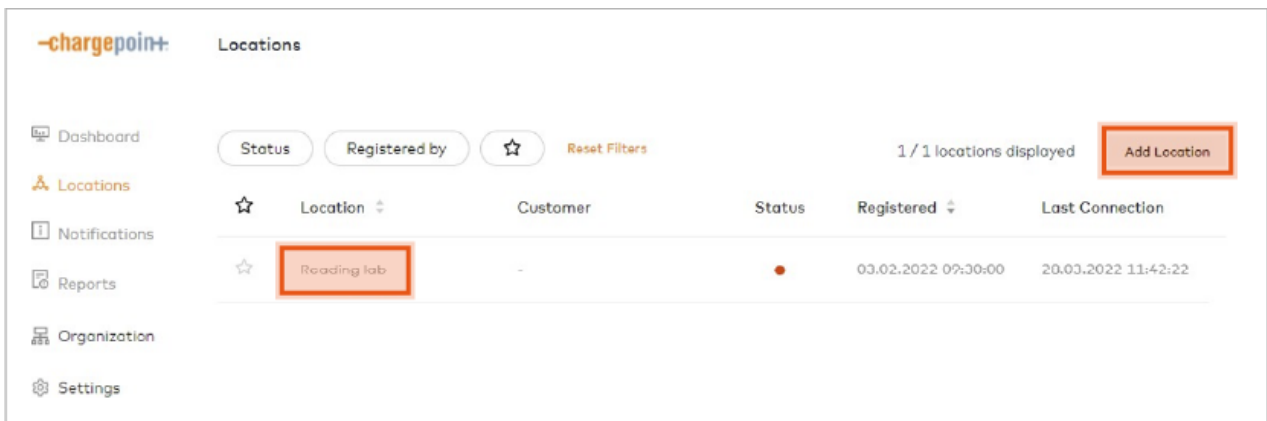 chargepoint
Locations
Dashboard
Locations
Notifications
Reports
Organization
Settings
Status Registered by Reset Filters 1 / 1 locations displayed Add Location
Location Customer Status Registered Last Connection
Reading lab - 03.02.2022 09:30:00 20.03.2022 11:42:22